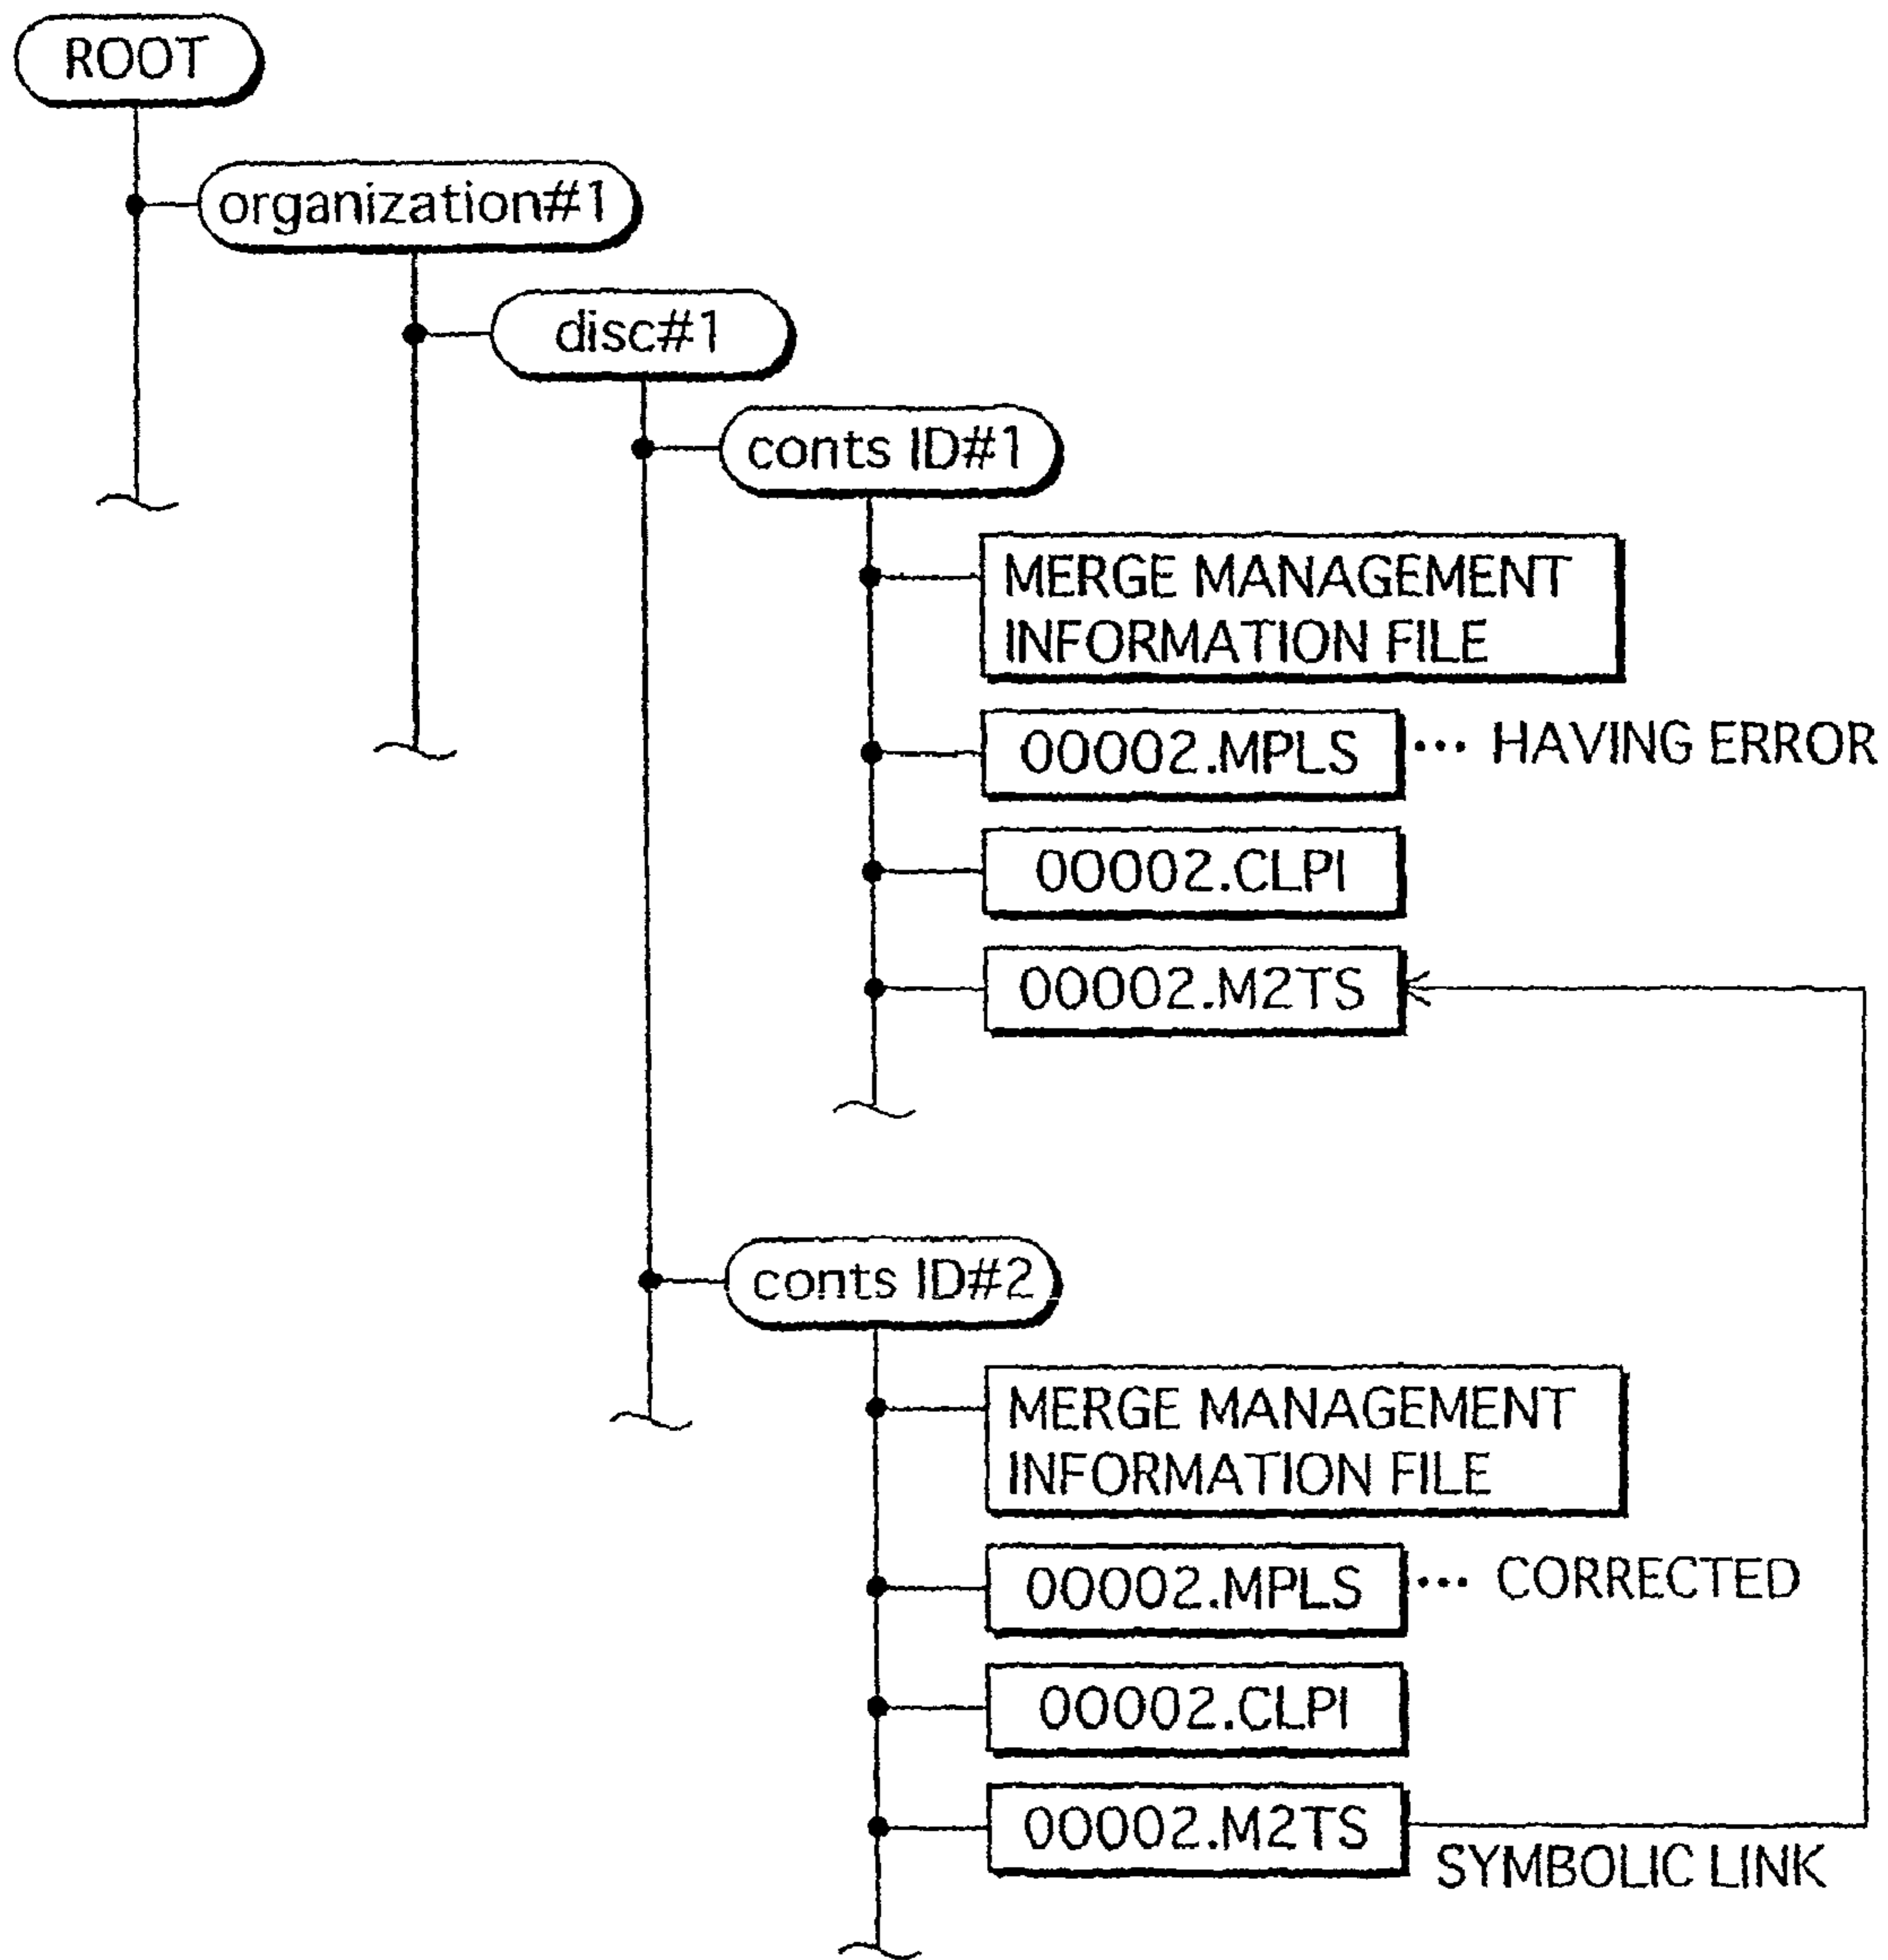 ROOT
organization#1
disc#1
conts ID#1
MERGE MANAGEMENT
INFORMATION FILE
00002.MPLS ••• HAVING ERROR
00002.CLPI
00002.M2TS
conts ID#2
MERGE MANAGEMENT
INFORMATION FILE
00002.MPLS ••• CORRECTED
00002.CLPI
00002.M2TS
SYMBOLIC LINK